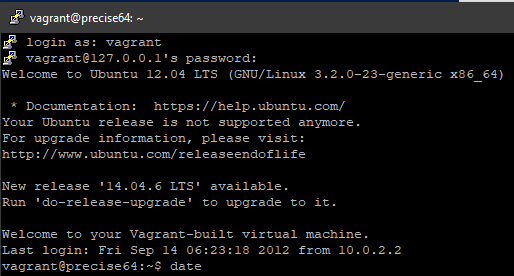 vagrant@precise64: ~
login as: vagrant
vagrant@127.0.0.1's password:
Welcome to Ubuntu 12.04 LTS (GNU/Linux 3.2.0-23-generic x86_64)
* Documentation:  https://help.ubuntu.com/
Your Ubuntu release is not supported anymore.
For upgrade information, please visit:
http://www.ubuntu.com/releaseendoflife
New release '14.04.6 LTS' available.
Run 'do-release-upgrade' to upgrade to it.
Welcome to your Vagrant-built virtual machine.
Last login: Fri Sep 14 06:23:18 2012 from 10.0.2.2
vagrant@precise64:~$ date